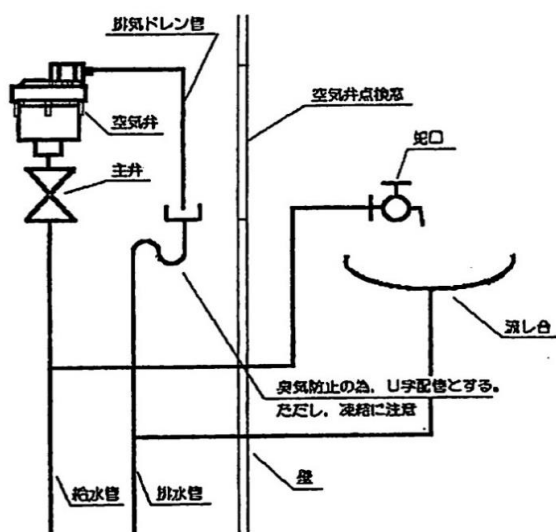 排気ドレン管
空気弁
空気弁点検窓
主弁
蛇口
流し台
臭気防止の為、U字配管とする。
ただし、凍結に注意
給水管
排水管
壁